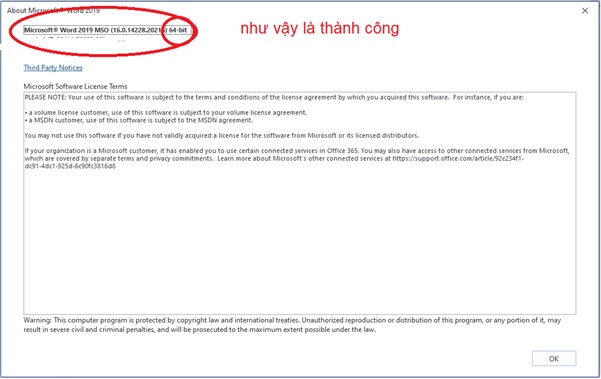 About Microsoft® Word 2019
Microsoft® Word 2019 MSO (16.0.14228.20216) 64-bit
như vậy là thành công
Third Party Notices
Microsoft Software License Terms
PLEASE NOTE: Your use of this software is subject to the terms and conditions of the license agreement by which you acquired this software.  For instance, if you are:
• a volume license customer, use of this software is subject to your volume license agreement.
• a MSDN customer, use of this software is subject to the MSDN agreement.
You may not use this software if you have not validly acquired a license for the software from Microsoft or its licensed distributors.
If your organization is a Microsoft customer, it has enabled you to use certain connected services in Office 365. You may also have access to other connected services from Microsoft,
which are covered by separate terms and privacy commitments.  Learn more about Microsoft's other connected services at https://support.office.com/article/92c234f1-
dc91-4dc1-925d-6c90fc3816d8
Warning: This computer program is protected by copyright law and international treaties. Unauthorized reproduction or distribution of this program, or any portion of it, may
result in severe civil and criminal penalties, and will be prosecuted to the maximum extent possible under the law.
OK